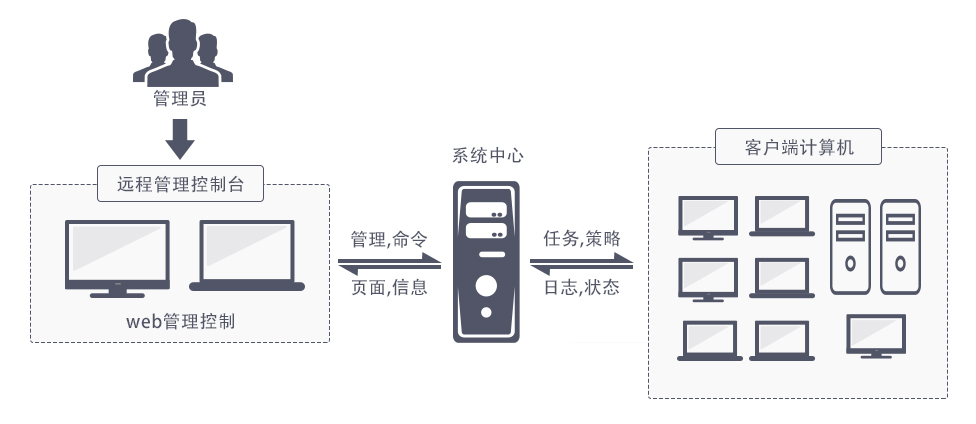 管理员
远程管理控制台
web管理控制
管理,命令
页面,信息
系统中心
任务,策略
日志,状态
客户端计算机